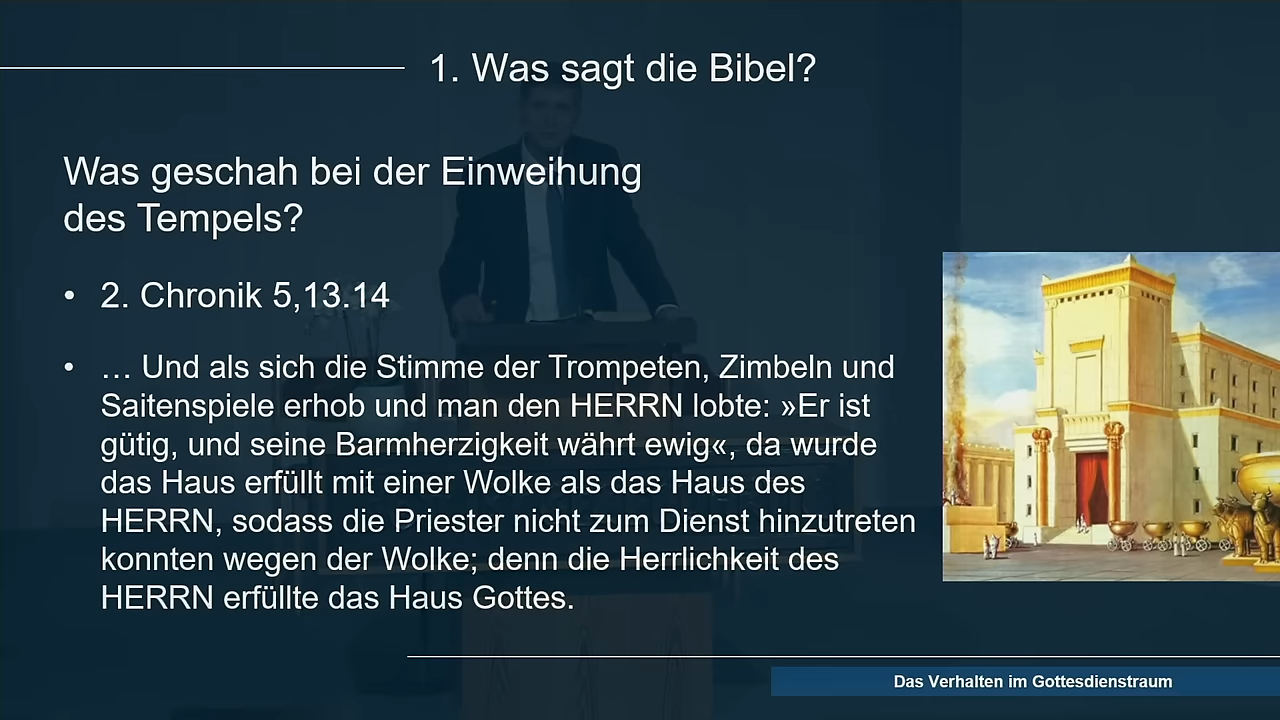 1. Was sagt die Bibel?
Was geschah bei der Einweihung
des Tempels?
• 2. Chronik 5,13.14
• … Und als sich die Stimme der Trompeten, Zimbeln und
Saitenspiele erhob und man den HERRN lobte: »Er ist
gütig, und seine Barmherzigkeit währt ewig«, da wurde
das Haus erfüllt mit einer Wolke als das Haus des
HERRN, sodass die Priester nicht zum Dienst hinzutreten
konnten wegen der Wolke; denn die Herrlichkeit des
HERRN erfüllte das Haus Gottes.
Das Verhalten im Gottesdienstraum